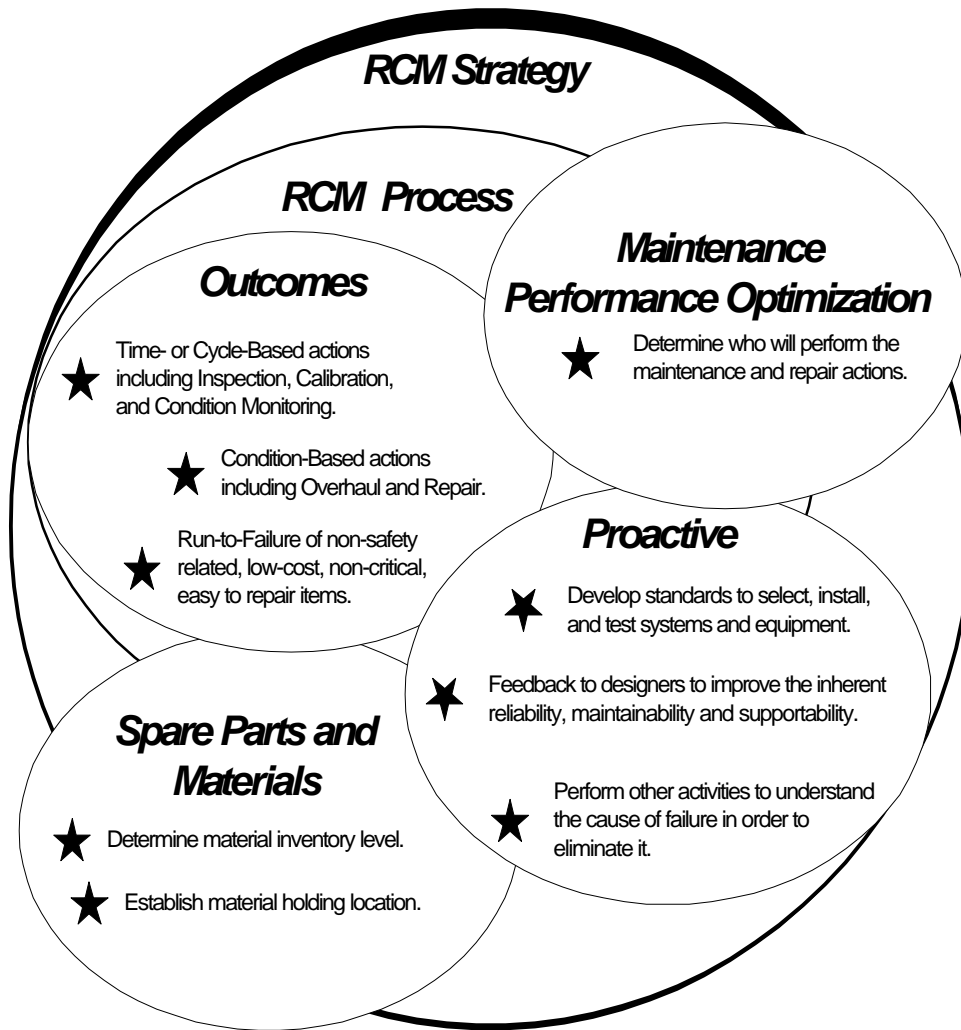 RCM Strategy
RCM Process
Outcomes
Time- or Cycle-Based actions
including Inspection, Calibration,
and Condition Monitoring.
Condition-Based actions
including Overhaul and Repair.
Run-to-Failure of non-safety
related, low-cost, non-critical,
easy to repair items.
Maintenance
Performance Optimization
Determine who will perform the
maintenance and repair actions.
Proactive
Develop standards to select, install,
and test systems and equipment.
Feedback to designers to improve the inherent
reliability, maintainability and supportability.
Perform other activities to understand
the cause of failure in order to
eliminate it.
Spare Parts and
Materials
Determine material inventory level.
Establish material holding location.